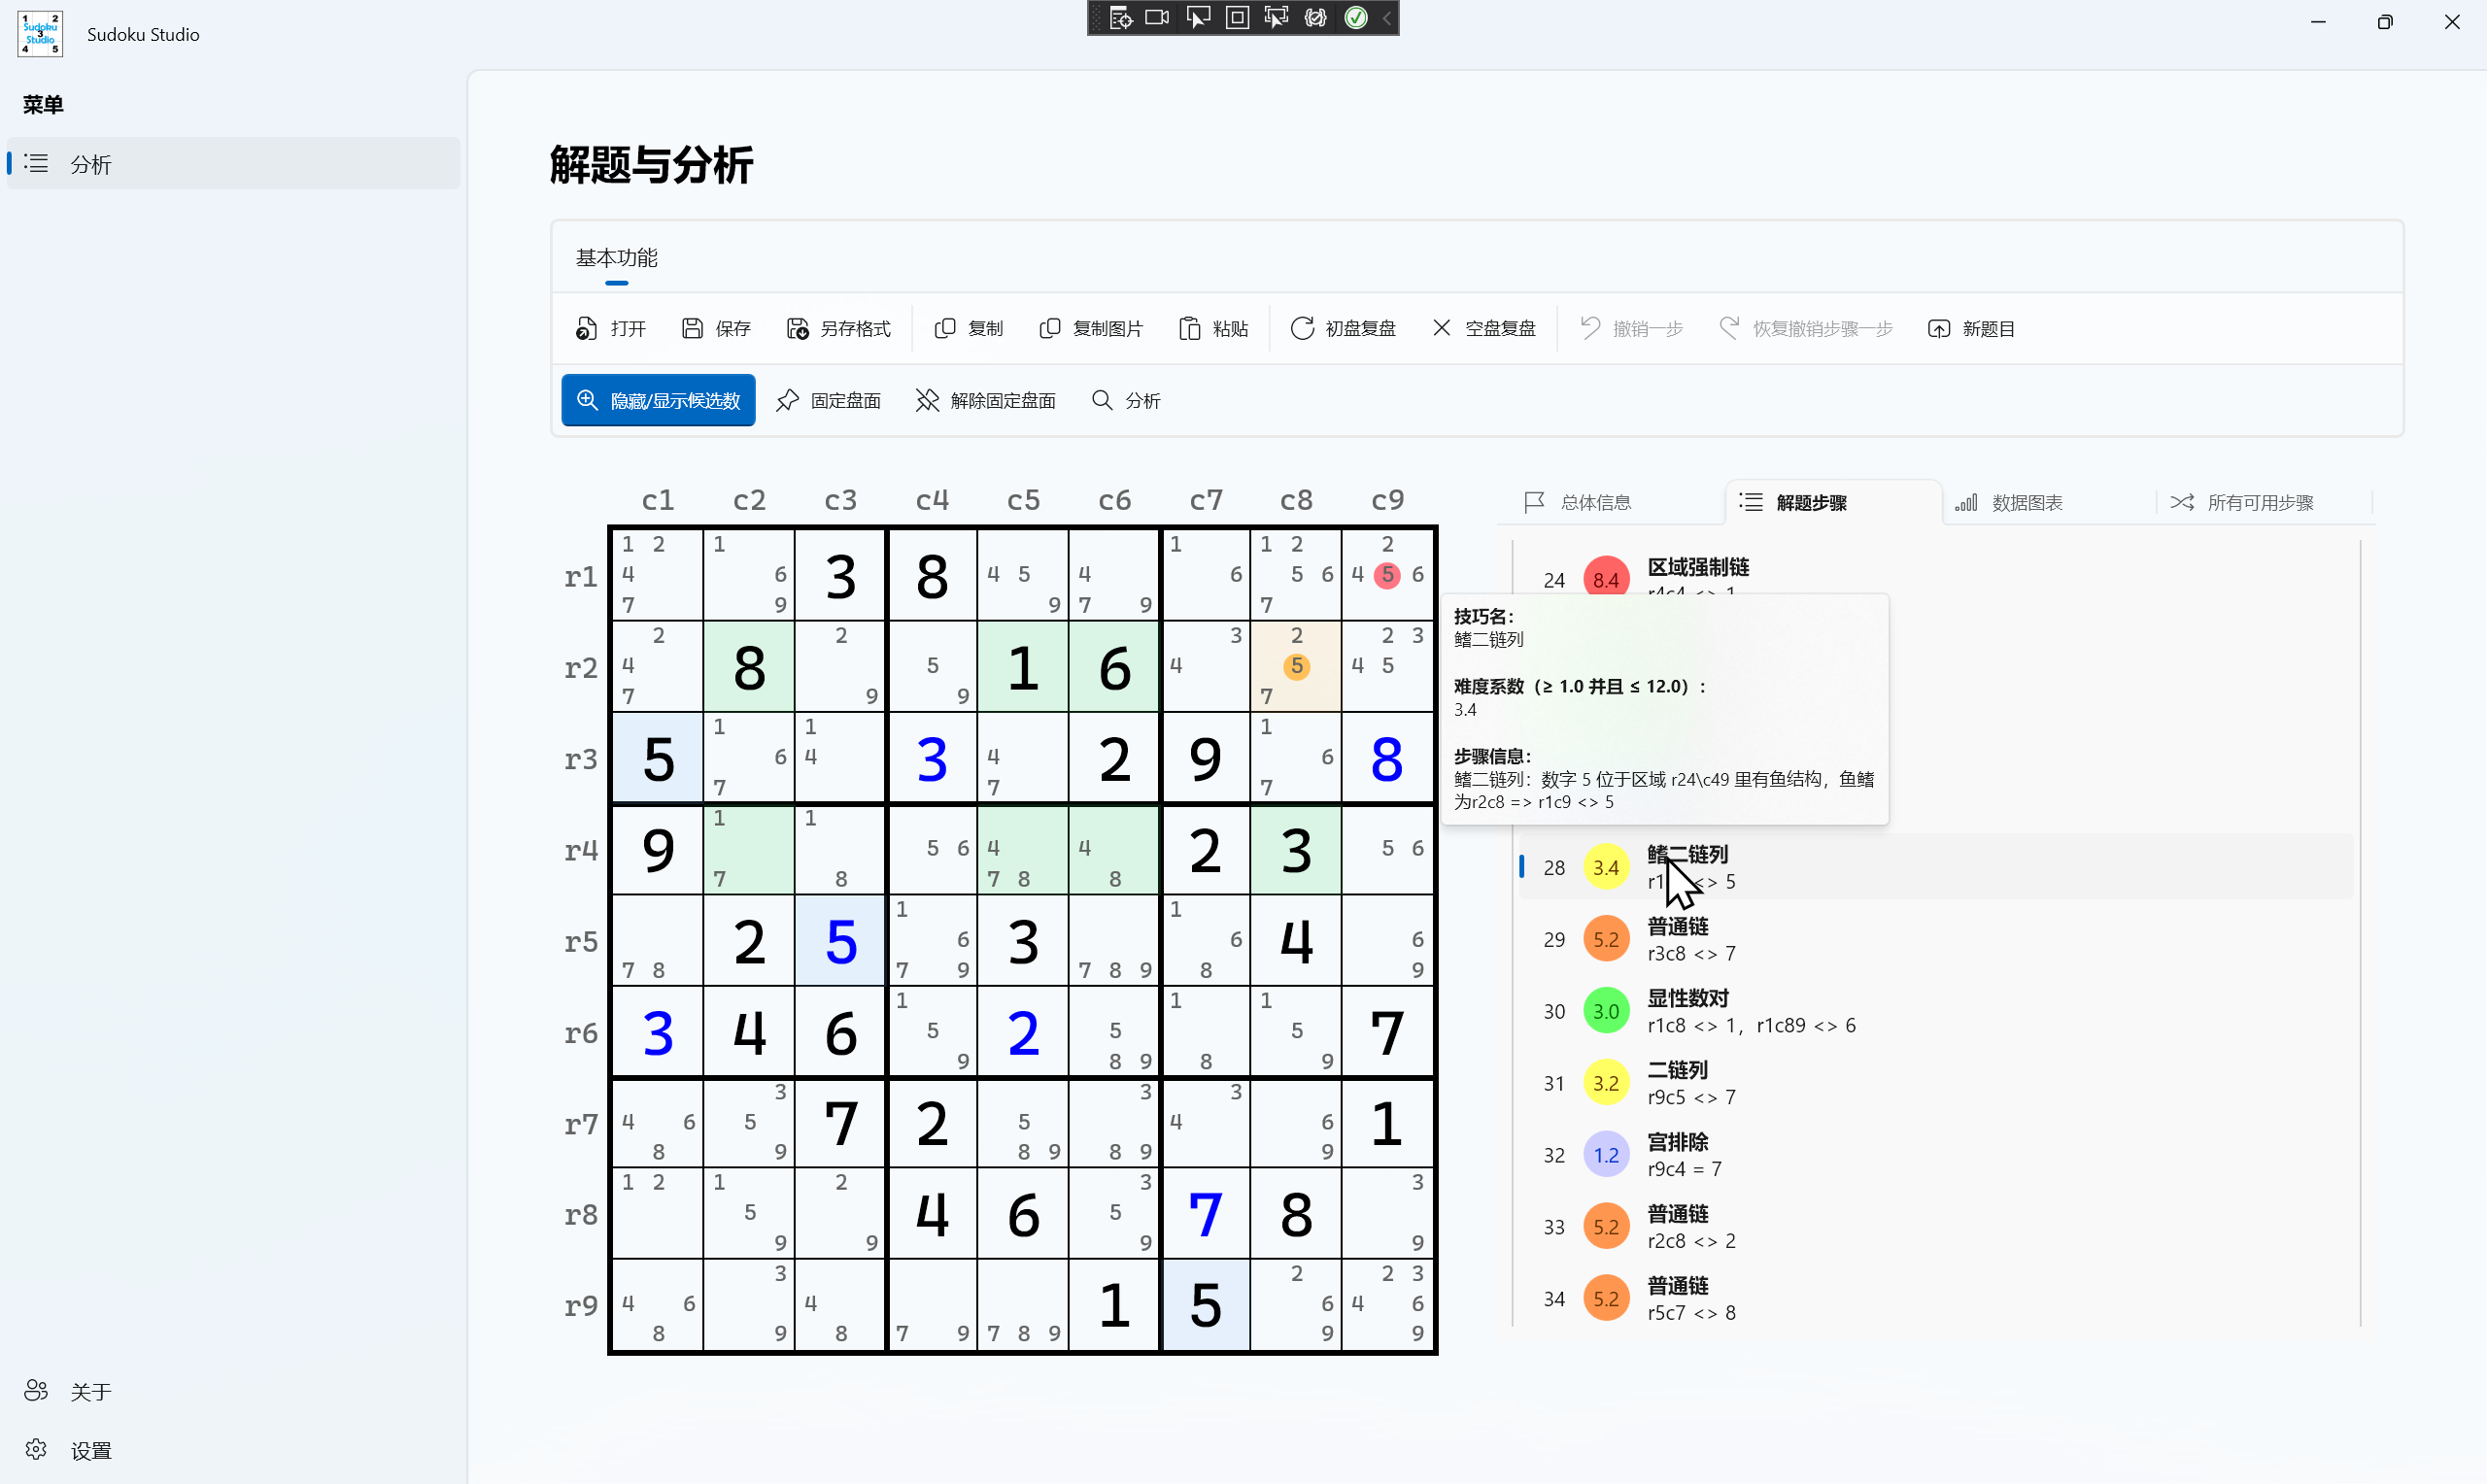 1 2
Sudoku
3
Studio
4 5
Sudoku Studio
菜单
分析
解题与分析
基本功能
打开 保存 另存格式 复制 复制图片 粘贴 初盘复盘 空盘复盘 撤销一步 恢复撤销步骤一步 新题目
隐藏/显示候选数 固定盘面 解除固定盘面 分析
c1 c2 c3 c4 c5 c6 c7 c8 c9
r1
1 2 1 1 1 2 2
4 6 3 8 4 5 4 6 5 6 4 5 6
7 9 9 7 9 7
r2
2 2 3 2 2 3
4 8 5 1 6 4 5 4 5
7 9 9 7
r3
1 1 1
5 6 4 3 4 2 9 6 8
7 7 7
r4
1 1
9 5 6 4 4 2 3 5 6
7 8 7 8 8
r5
1 1
2 5 6 3 6 4 6
7 8 7 9 7 8 9 8 9
r6
1 1 1
3 4 6 5 2 5 5 7
9 8 9 8 9
r7
3 3 3
4 6 5 7 2 5 4 6 1
8 9 8 9 8 9 9
r8
1 2 1 2 3 3
5 4 6 5 7 8
9 9 9 9
r9
3 2 3
4 6 4 1 5 6 4 6
8 9 8 7 9 7 8 9 9 9
总体信息 解题步骤 数据图表 所有可用步骤
24 8.4 区域强制链
技巧名：
鳍二链列
难度系数（≥ 1.0 并且 ≤ 12.0）：
3.4
步骤信息：
鳍二链列：数字 5 位于区域 r24\c49 里有鱼结构，鱼鳍
为r2c8 => r1c9 <> 5
28 3.4 鳍二链列
r1 <> 5
29 5.2 普通链
r3c8 <> 7
30 3.0 显性数对
r1c8 <> 1，r1c89 <> 6
31 3.2 二链列
r9c5 <> 7
32 1.2 宫排除
r9c4 = 7
33 5.2 普通链
r2c8 <> 2
34 5.2 普通链
r5c7 <> 8
关于
设置